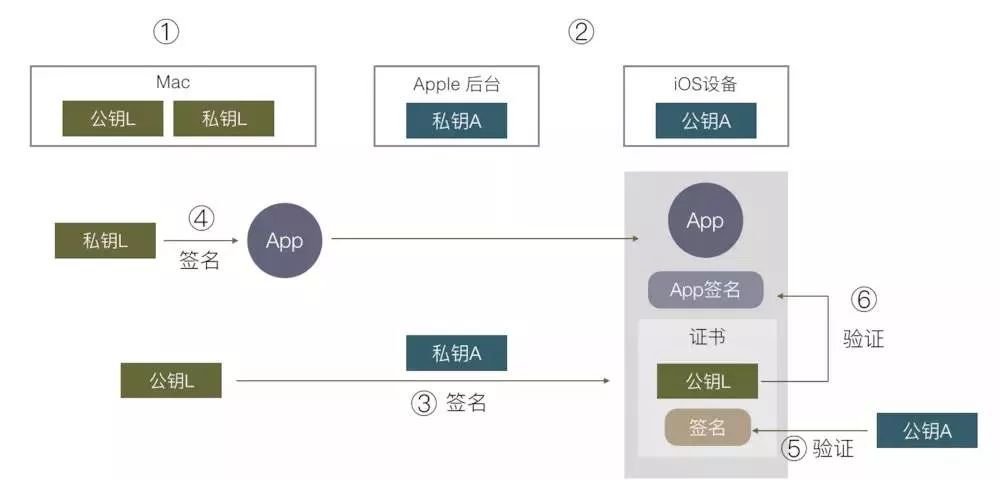 ①
②
Mac
公钥L
私钥L
Apple 后台
私钥A
iOS设备
公钥A
私钥L
④
签名
App
App
App签名
⑥
验证
证书
公钥L
私钥A
③ 签名
公钥L
签名
⑤ 验证
公钥A